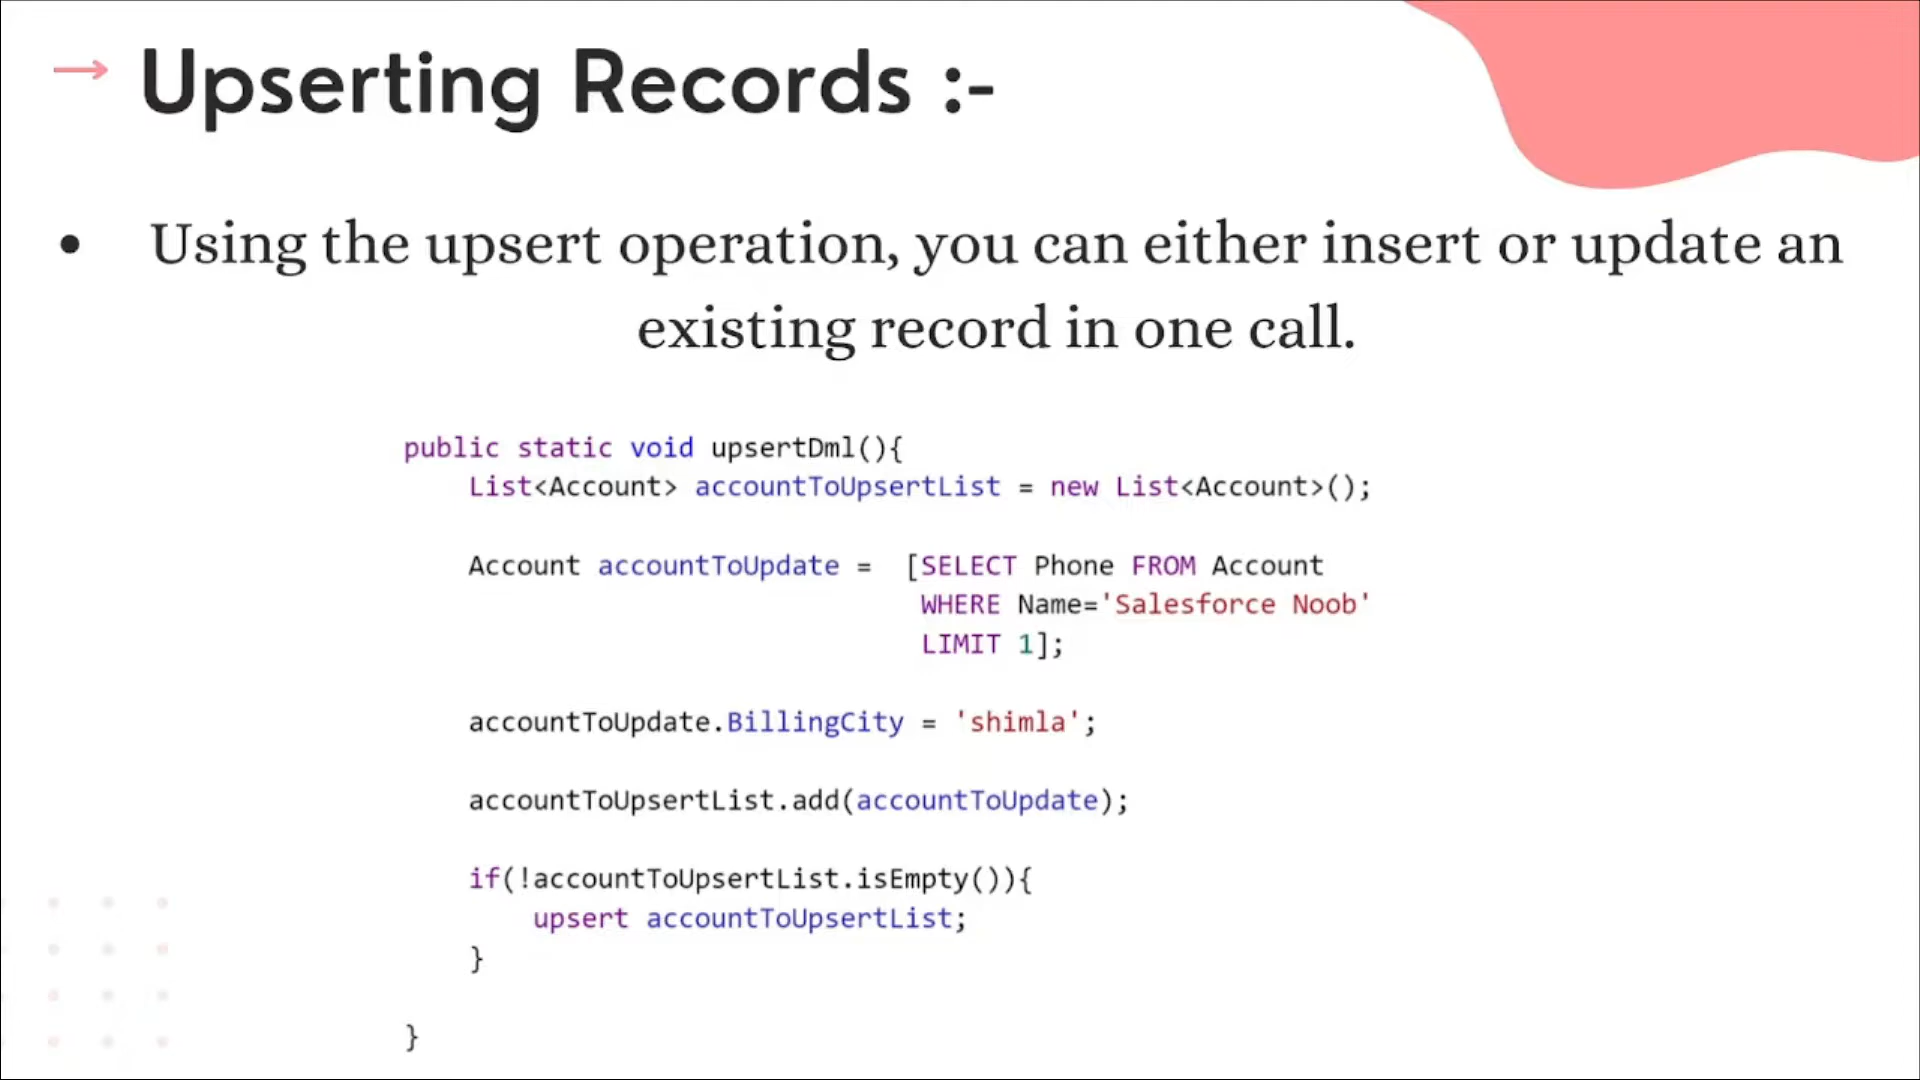 → Upserting Records :-
• Using the upsert operation, you can either insert or update an
existing record in one call.
public static void upsertDml(){
    List<Account> accountToUpsertList = new List<Account>();
    Account accountToUpdate =  [SELECT Phone FROM Account
                            WHERE Name='Salesforce Noob'
                            LIMIT 1];
    accountToUpdate.BillingCity = 'shimla';
    accountToUpsertList.add(accountToUpdate);
    if(!accountToUpsertList.isEmpty()){
        upsert accountToUpsertList;
    }
}